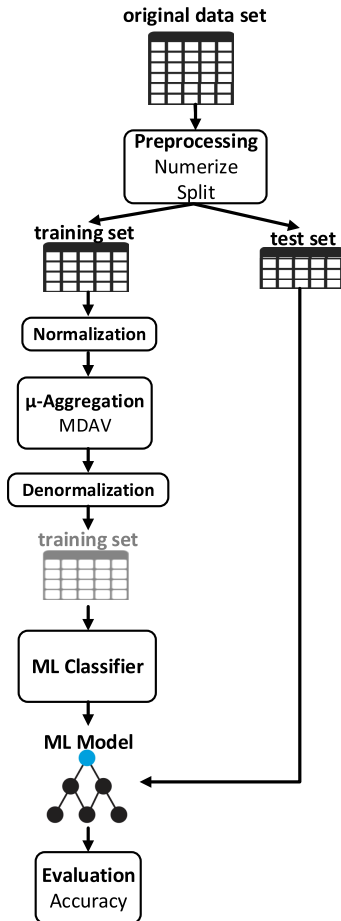 original data set
Preprocessing
Numerize
Split
training set
test set
Normalization
μ-Aggregation
MDAV
Denormalization
training set
ML Classifier
ML Model
Evaluation
Accuracy